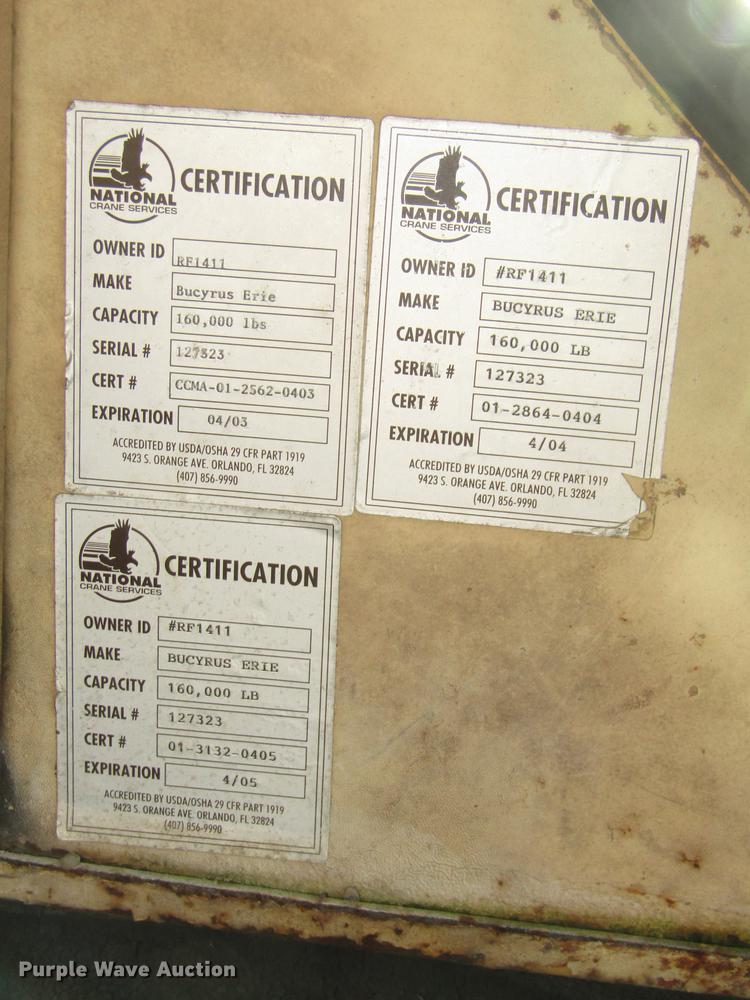 NATIONAL
CRANE SERVICES
CERTIFICATION
OWNER ID RF1411
MAKE Bucyrus Erie
CAPACITY 160,000 lbs
SERIAL # 127323
CERT # CCMA-01-2562-0403
EXPIRATION 04/03
ACCREDITED BY USDA/OSHA 29 CFR PART 1919
9423 S. ORANGE AVE. ORLANDO, FL 32824
(407) 856-9990
NATIONAL
CRANE SERVICES
CERTIFICATION
OWNER ID #RF1411
MAKE BUCYRUS ERIE
CAPACITY 160,000 LB
SERIAL # 127323
CERT # 01-2864-0404
EXPIRATION 4/04
ACCREDITED BY USDA/OSHA 29 CFR PART 1919
9423 S. ORANGE AVE. ORLANDO, FL 32824
(407) 856-9990
NATIONAL
CRANE SERVICES
CERTIFICATION
OWNER ID #RF1411
MAKE BUCYRUS ERIE
CAPACITY 160,000 LB
SERIAL # 127323
CERT # 01-3132-0405
EXPIRATION 4/05
ACCREDITED BY USDA/OSHA 29 CFR PART 1919
9423 S. ORANGE AVE. ORLANDO, FL 32824
(407) 856-9990
Purple Wave Auction